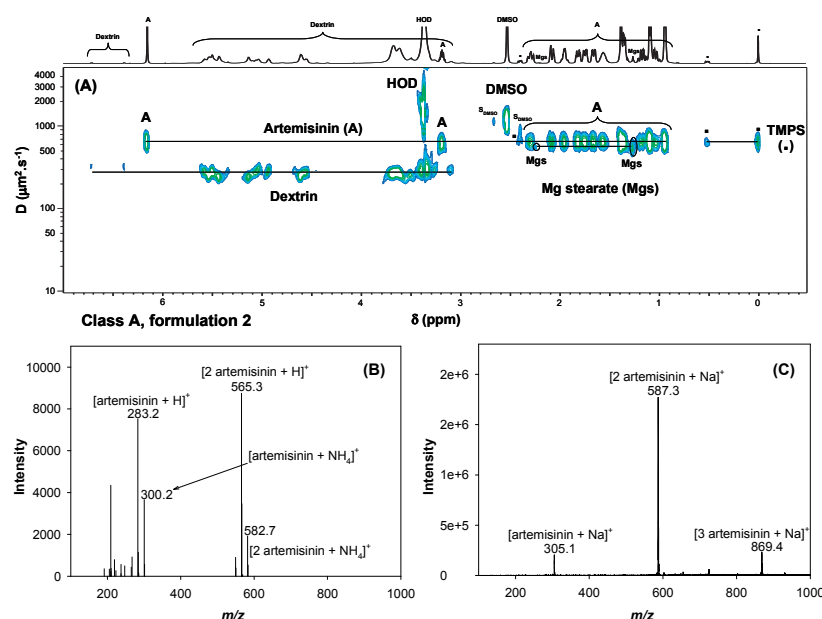 Dextrin A Dextrin HOD A DMSO A
Mgs Mgs
(A)
HOD
DMSO
S_DMSO
S_DMSO
A
A
A
Artemisinin (A)
TMPS
(.)
Mgs
Mgs
Mg stearate (Mgs)
Dextrin
D (µm².s⁻¹)
4000
3000
2000
1000
500
100
50
10
6 5 4 3 2 1 0
Class A, formulation 2
δ (ppm)
(B)
[2 artemisinin + H]⁺
565.3
[artemisinin + H]⁺
283.2
[artemisinin + NH₄]⁺
300.2
582.7
[2 artemisinin + NH₄]⁺
Intensity
10000
8000
6000
4000
2000
0
200 400 600 800 1000
m/z
(C)
[2 artemisinin + Na]⁺
587.3
[artemisinin + Na]⁺
305.1
[3 artemisinin + Na]⁺
869.4
Intensity
2e+6
2e+6
1e+6
5e+5
0
200 400 600 800 1000
m/z